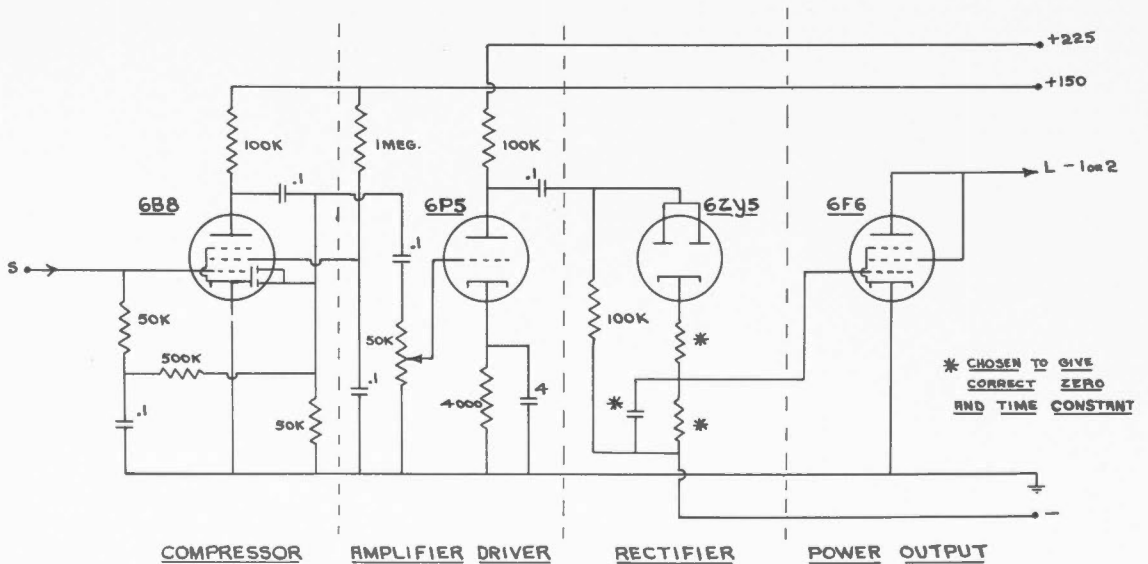 +225
+150
100K
1MEG.
100K
.1
.1
6B8
6P5
6ZY5
6F6
L - 1 or 2
.1
S
50K
500K
50K
100K
*
* CHOSEN TO GIVE
CORRECT ZERO
AND TIME CONSTANT
.1
.1
50K
4000
4
*
*
-
COMPRESSOR
AMPLIFIER DRIVER
RECTIFIER
POWER OUTPUT